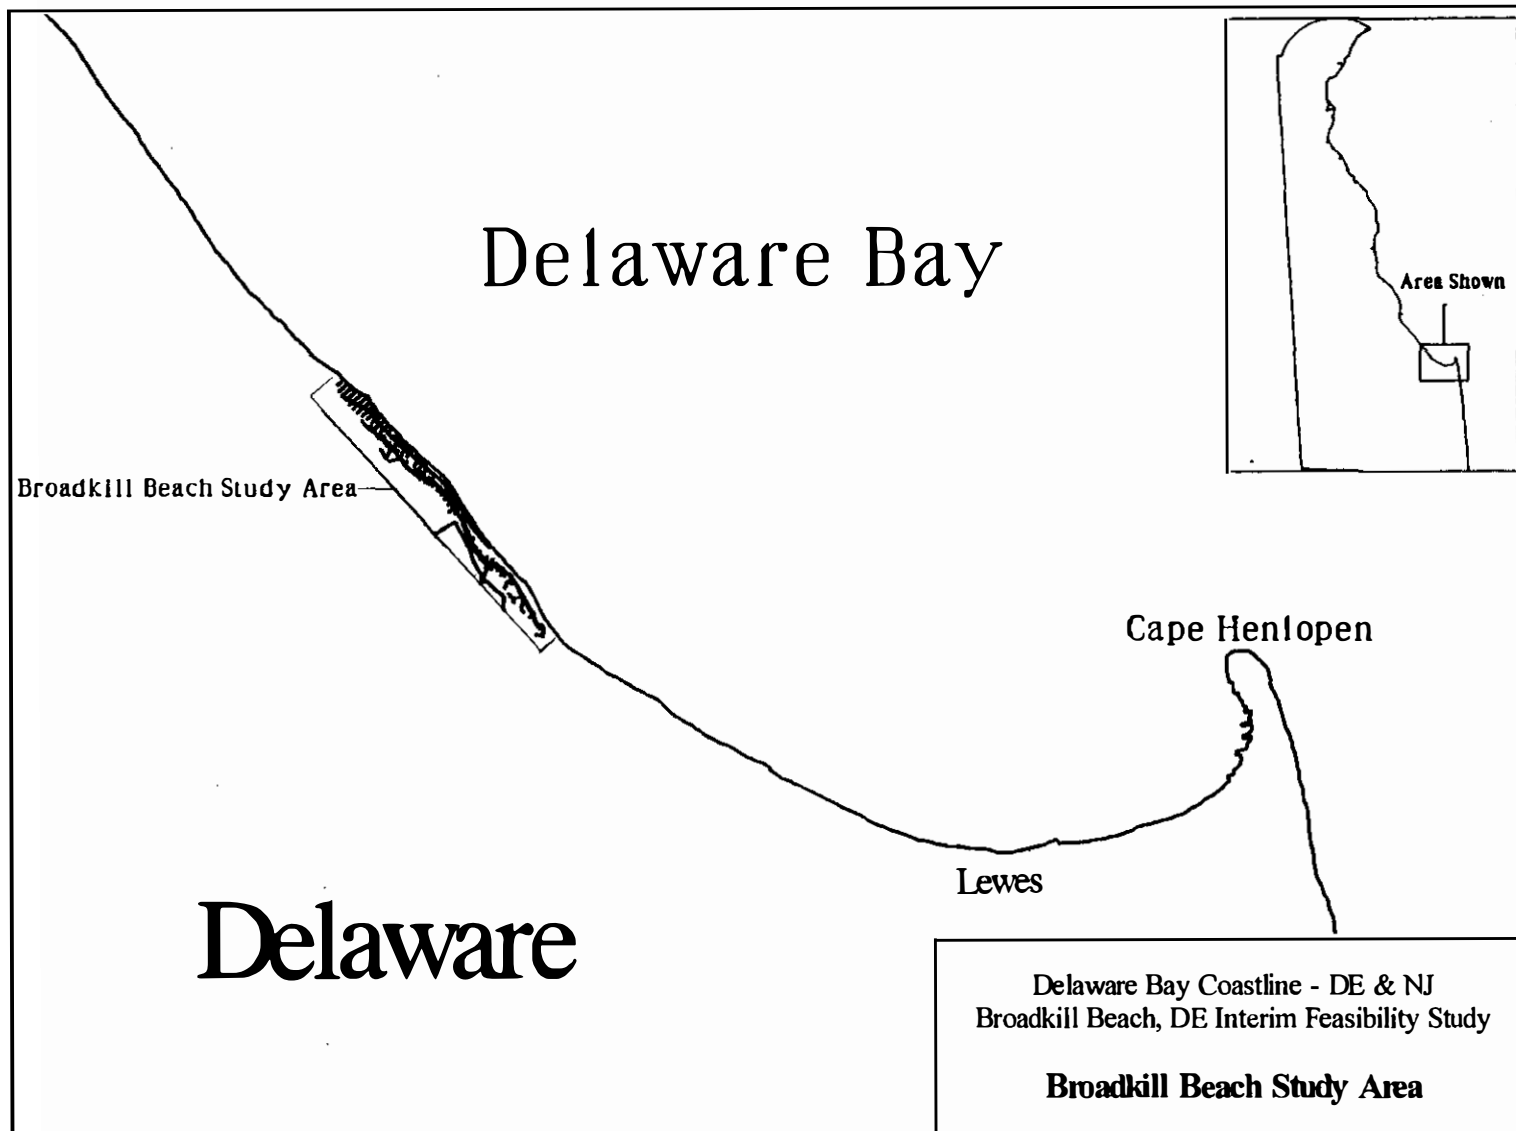 Delaware Bay
Area Shown
Broadkill Beach Study Area
Cape Henlopen
Lewes
Delaware
Delaware Bay Coastline - DE & NJ
Broadkill Beach, DE Interim Feasibility Study
Broadkill Beach Study Area